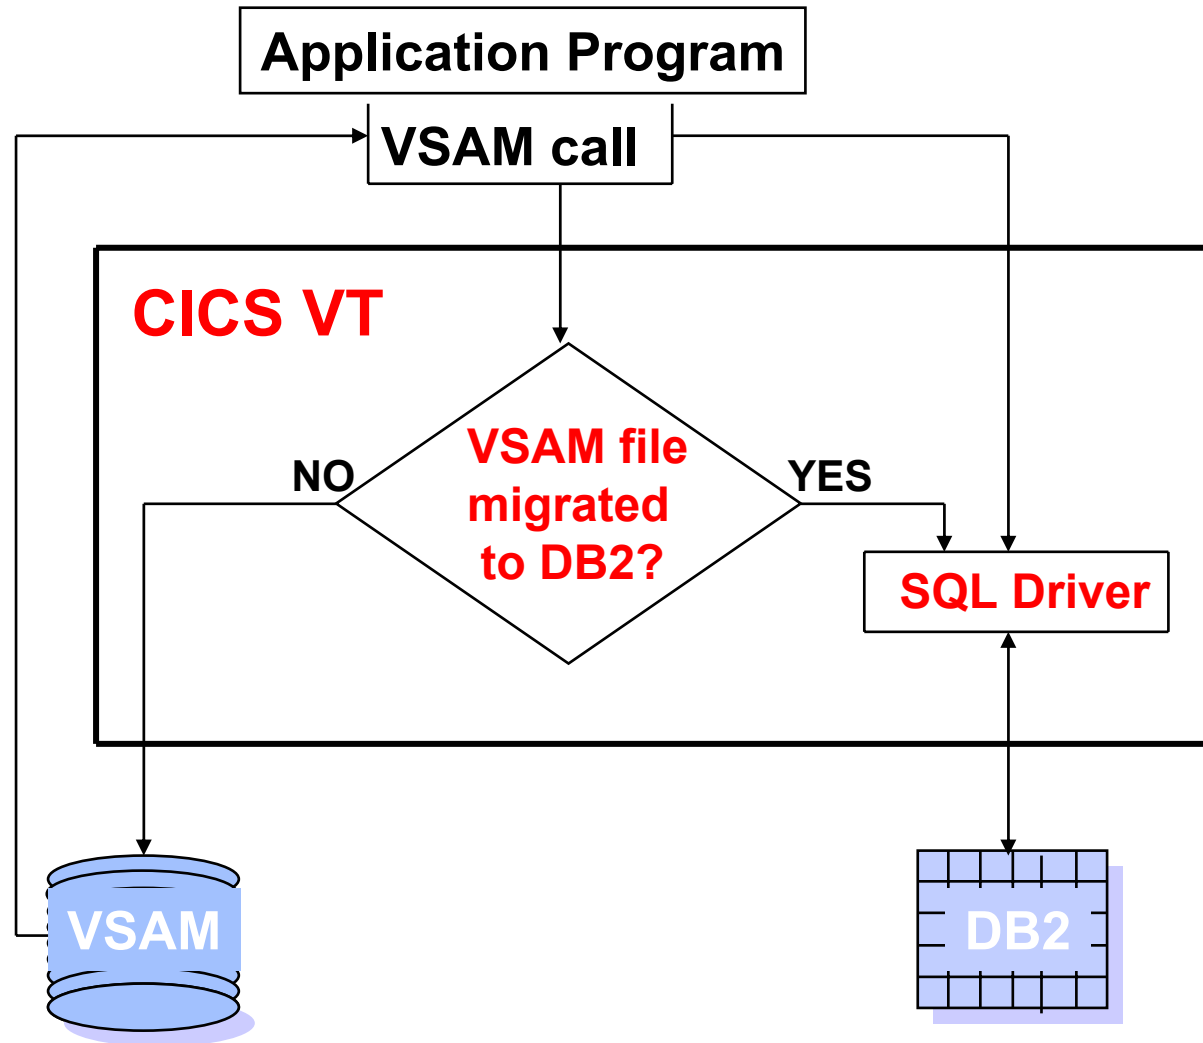 Application Program
VSAM call
CICS VT
NO
VSAM file
migrated
to DB2?
YES
SQL Driver
VSAM
DB2